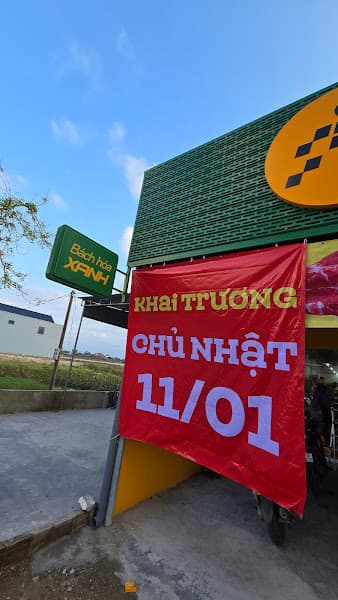 Bách hóa
XANH
KHAI TRƯƠNG
CHỦ NHẬT
11/01